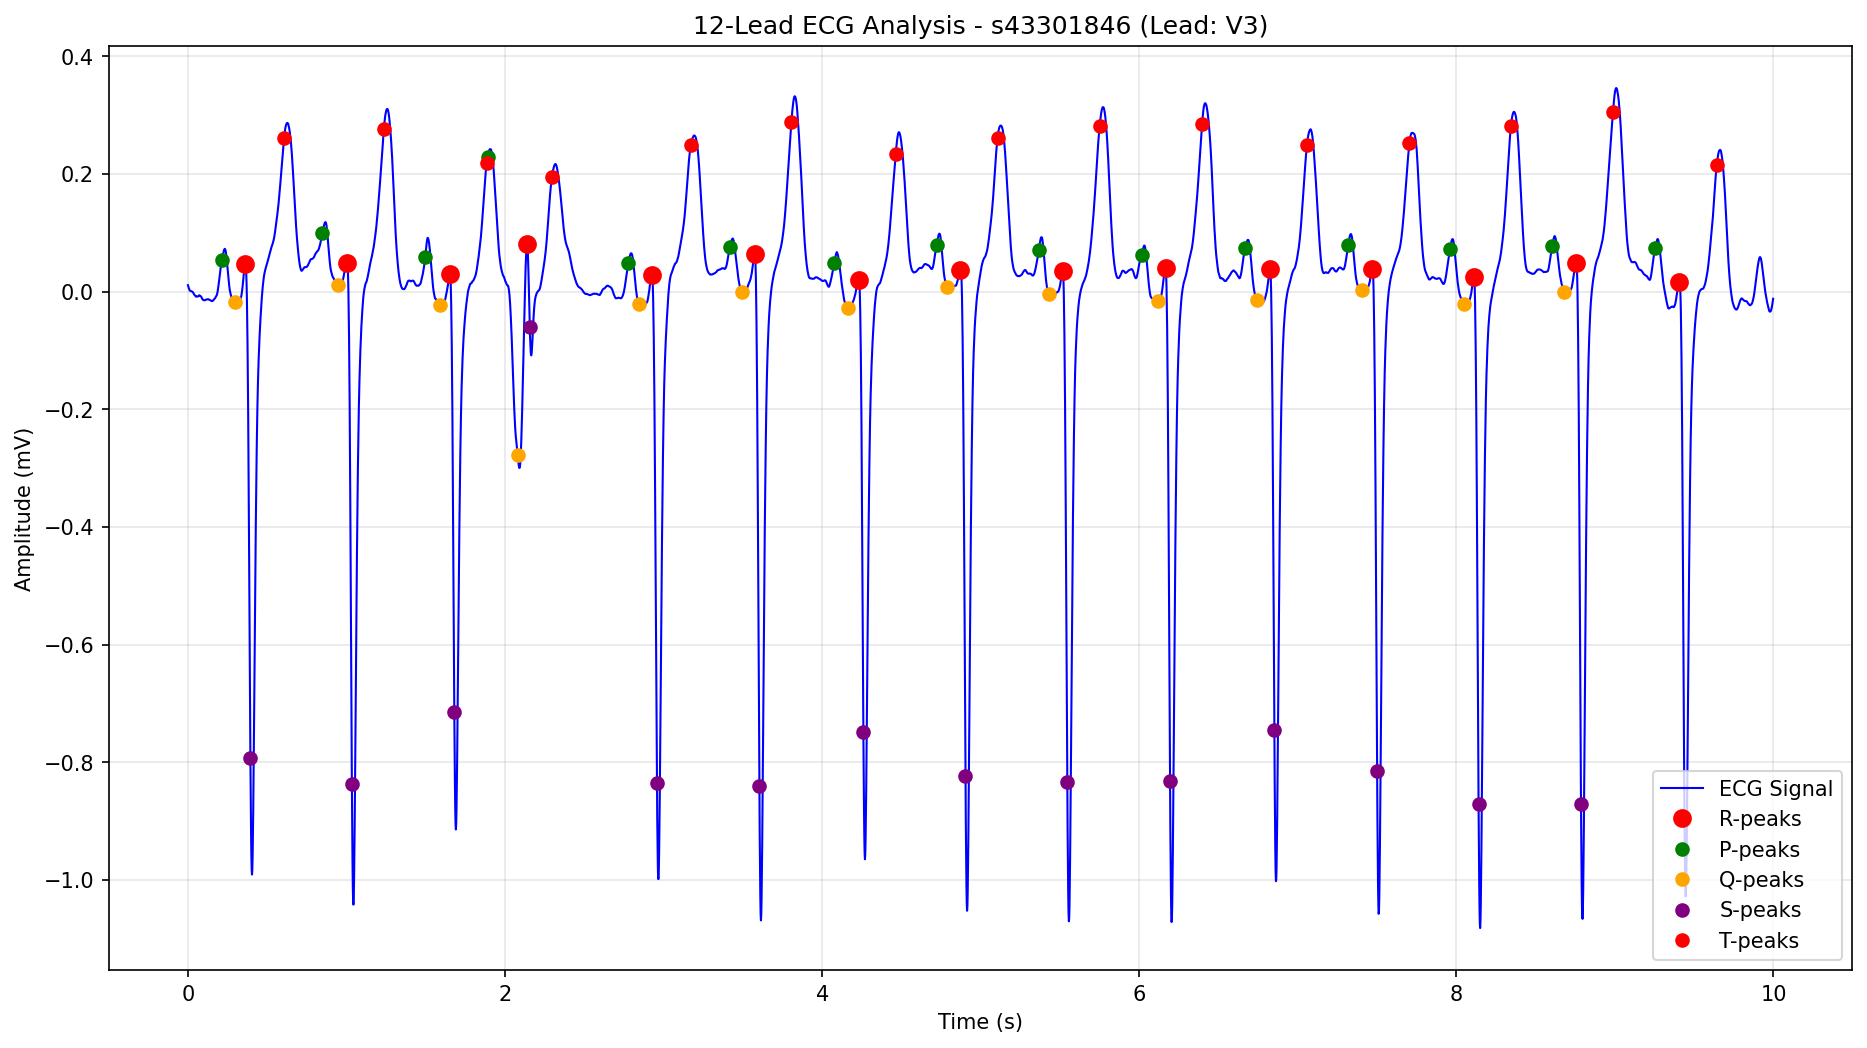 12-Lead ECG Analysis - s43301846 (Lead: V3)
0.4
0.2
0.0
−0.2
−0.4
−0.6
−0.8
−1.0
Amplitude (mV)
0 2 4 6 8 10
Time (s)
ECG Signal
R-peaks
P-peaks
Q-peaks
S-peaks
T-peaks